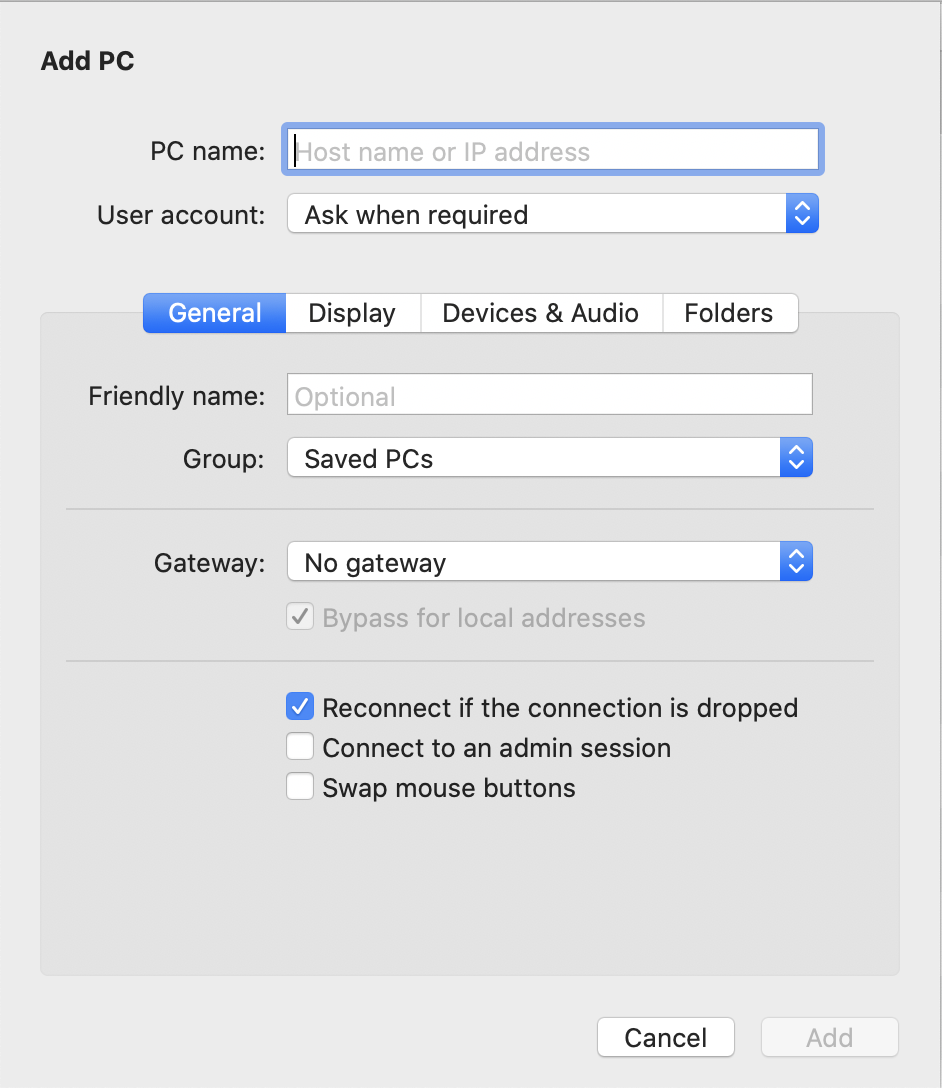 Add PC
PC name: Host name or IP address
User account: Ask when required
General Display Devices & Audio Folders
Friendly name: Optional
Group: Saved PCs
Gateway: No gateway
Bypass for local addresses
Reconnect if the connection is dropped
Connect to an admin session
Swap mouse buttons
Cancel Add